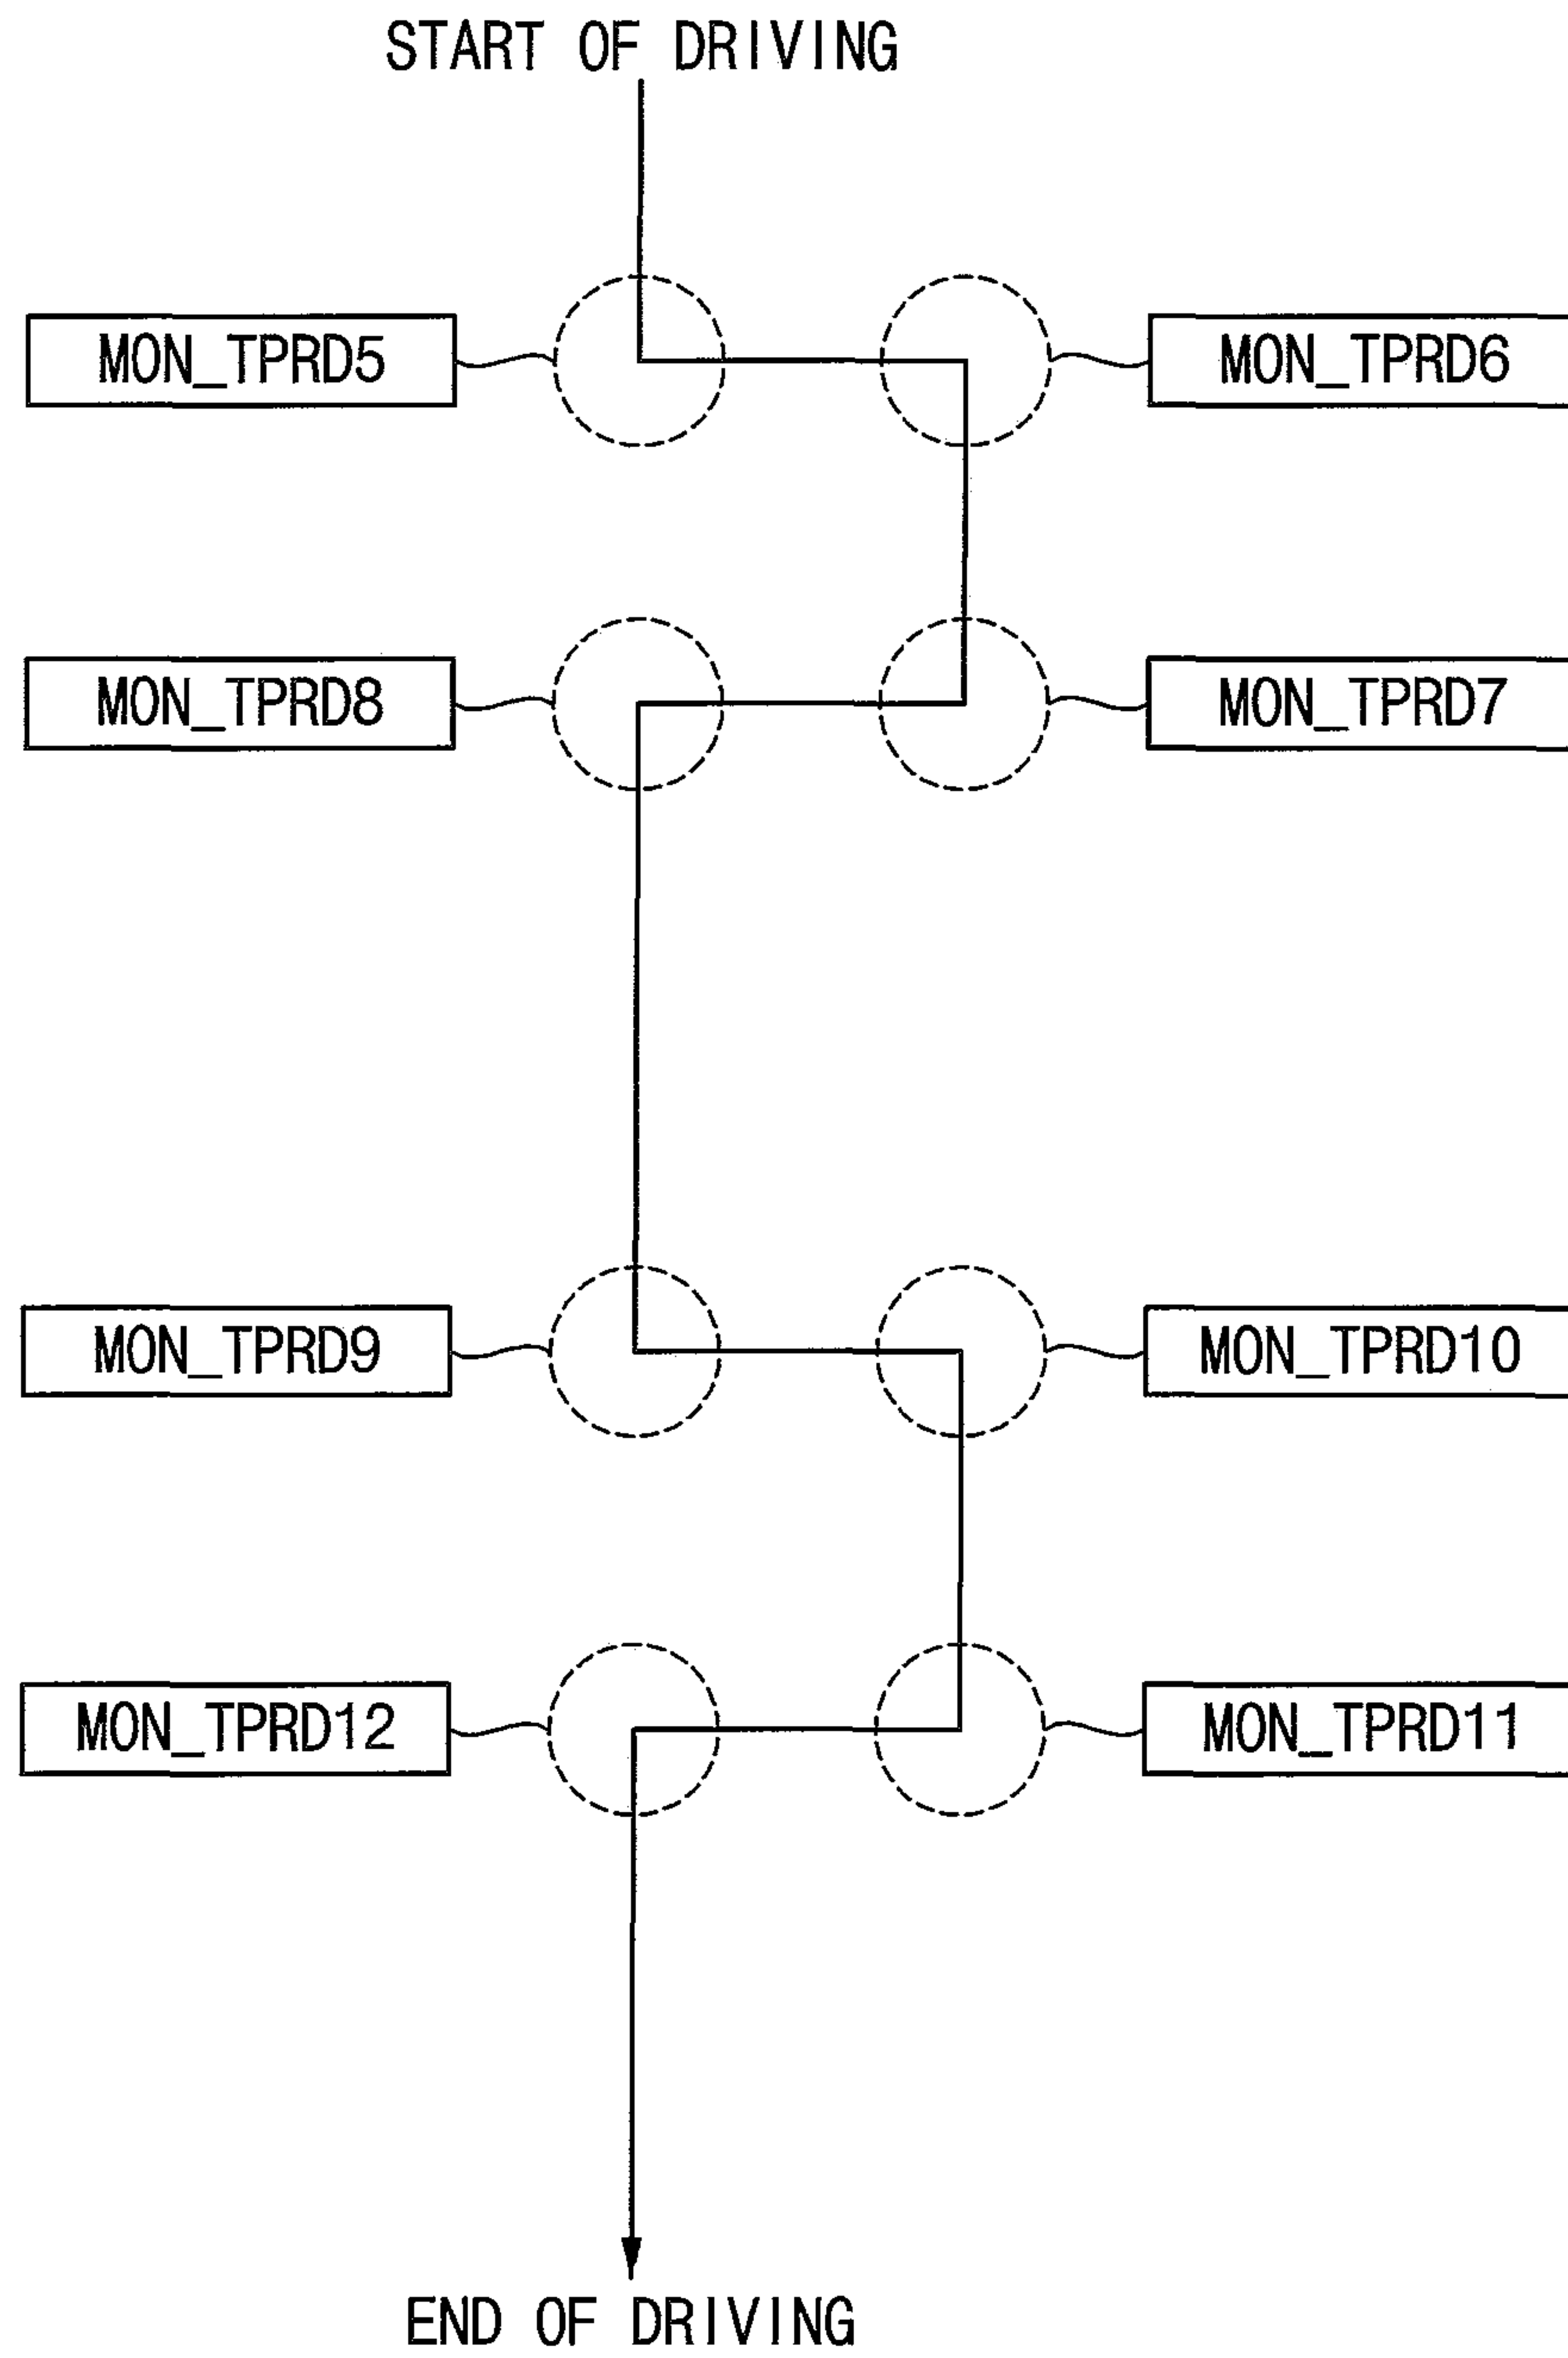 START OF DRIVING
MON_TPRD5
MON_TPRD6
MON_TPRD8
MON_TPRD7
MON_TPRD9
MON_TPRD10
MON_TPRD12
MON_TPRD11
END OF DRIVING